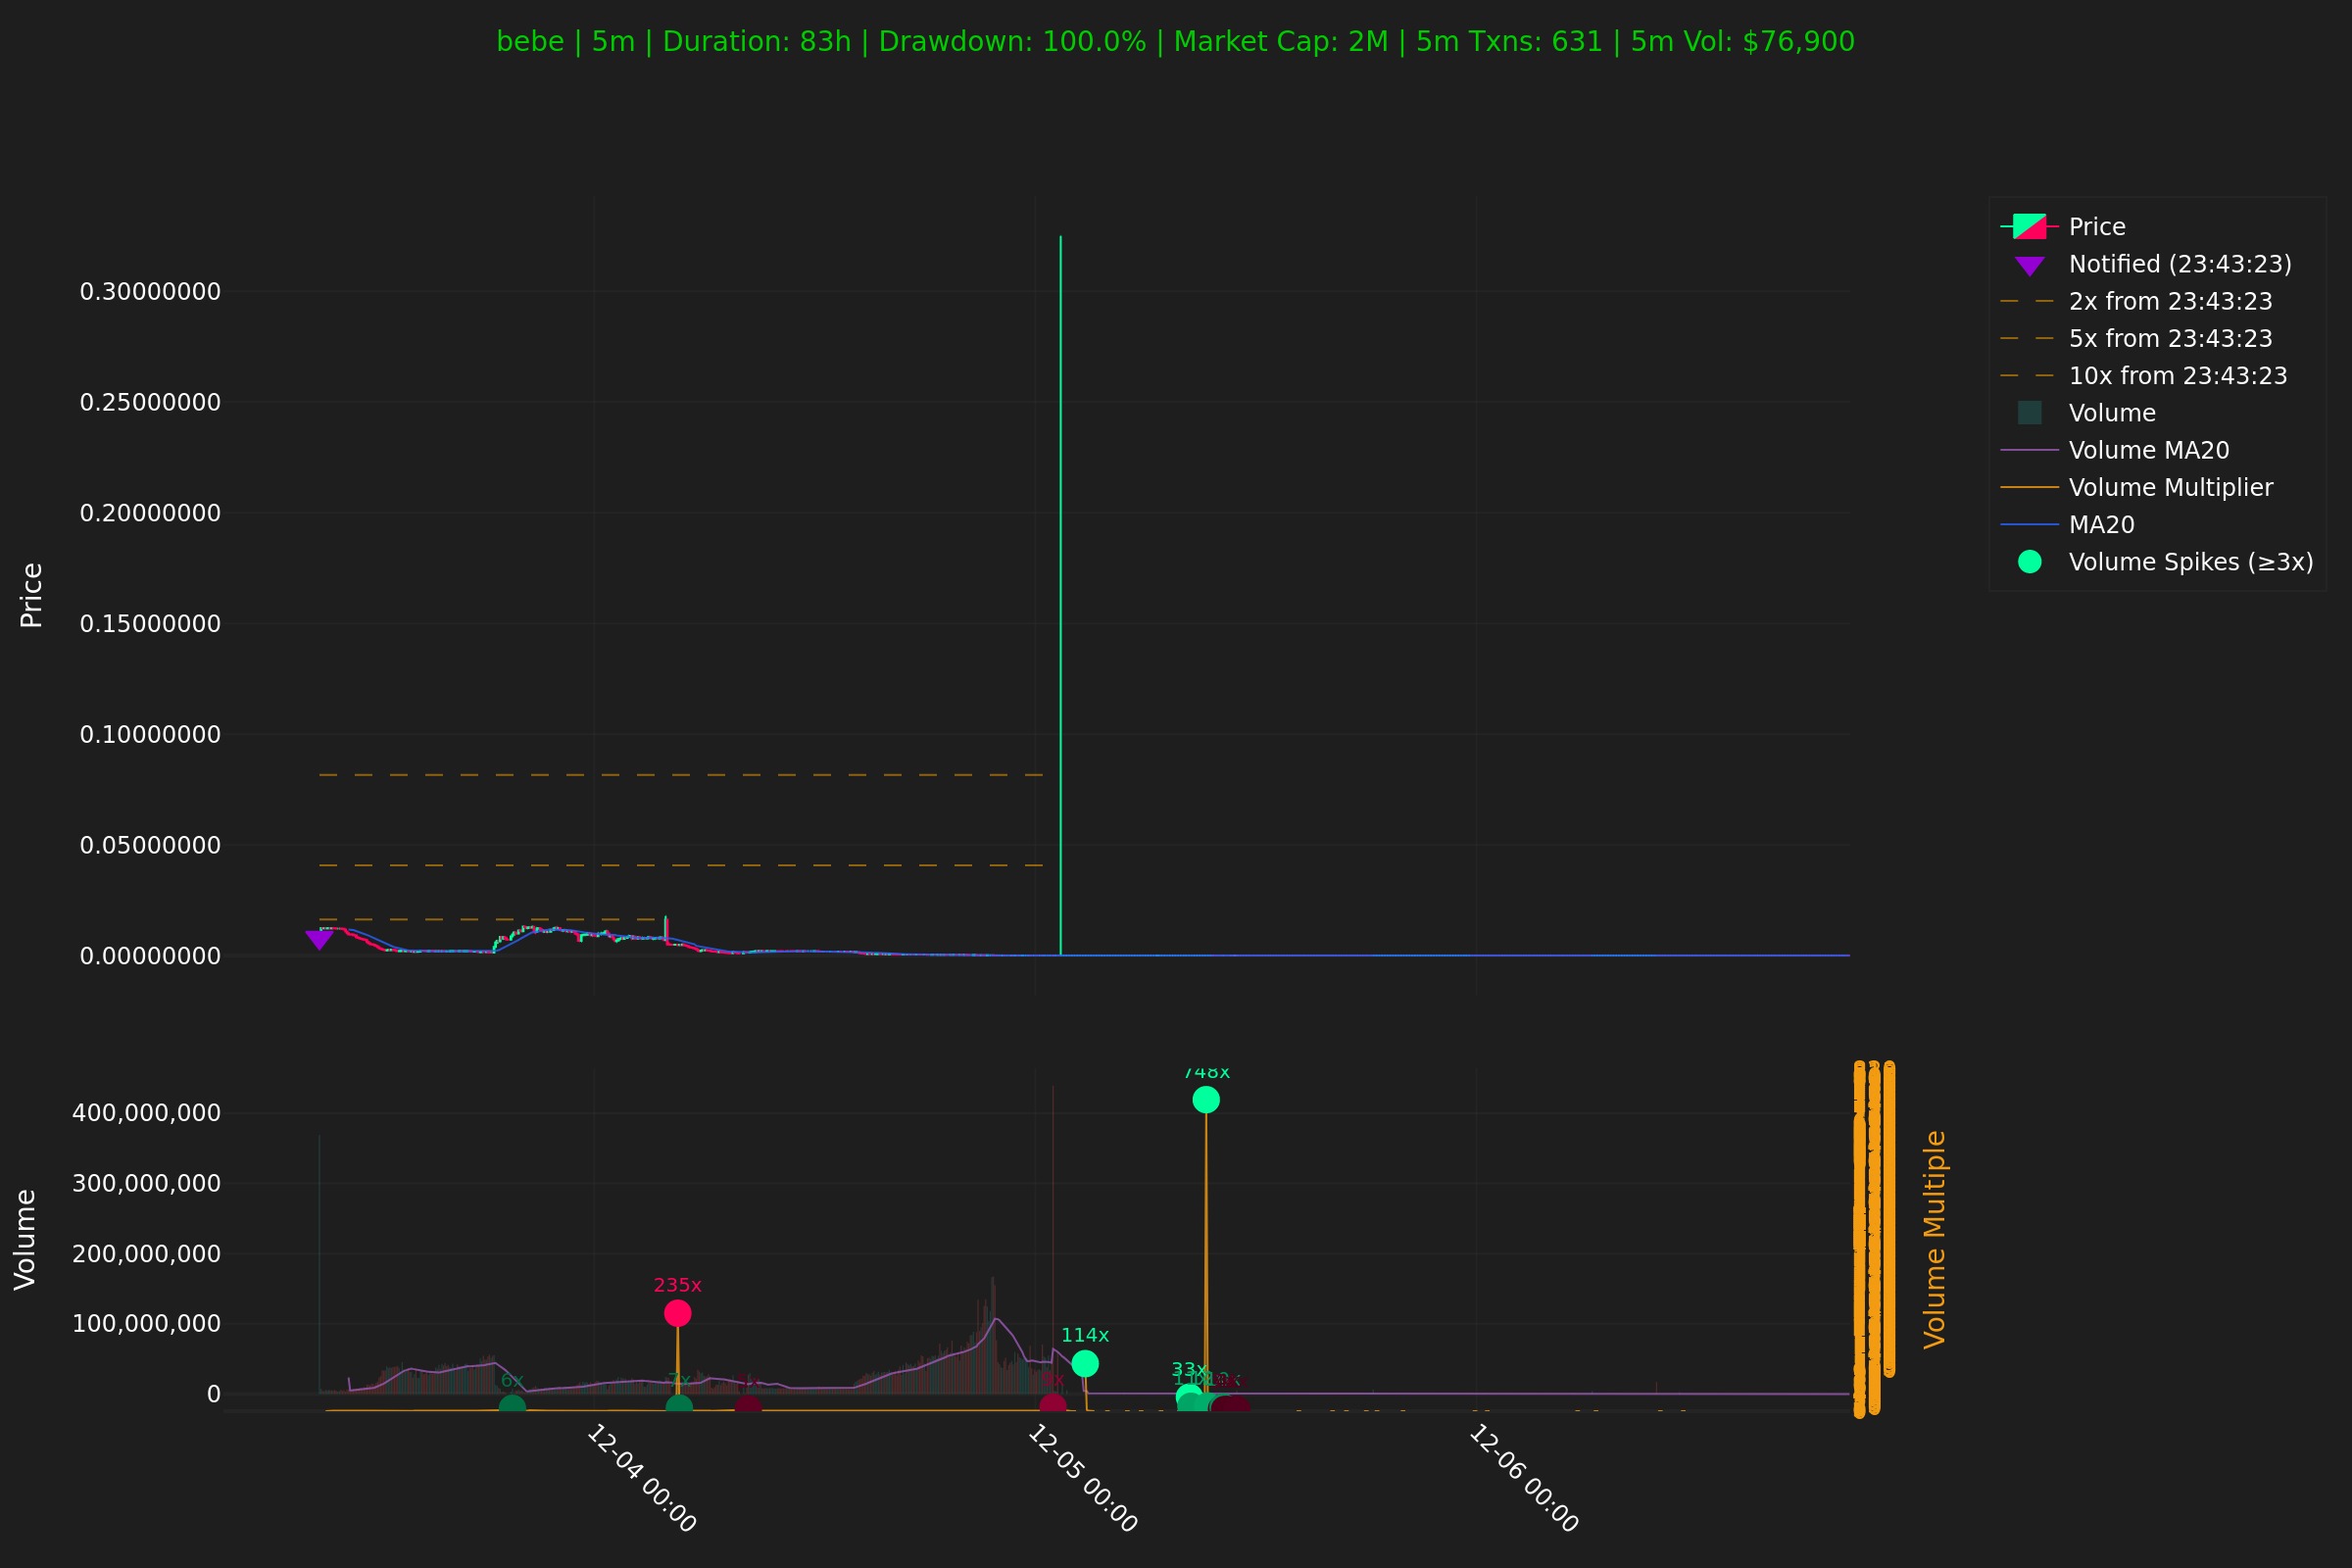 bebe | 5m | Duration: 83h | Drawdown: 100.0% | Market Cap: 2M | 5m Txns: 631 | 5m Vol: $76,900
Price
0.30000000
0.25000000
0.20000000
0.15000000
0.10000000
0.05000000
0.00000000
Price
Notified (23:43:23)
2x from 23:43:23
5x from 23:43:23
10x from 23:43:23
Volume
Volume MA20
Volume Multiplier
MA20
Volume Spikes (≥3x)
Volume
400,000,000
300,000,000
200,000,000
100,000,000
0
748x
235x
114x
33x
6x
7x
Volume Multiple
12-04 00:00
12-05 00:00
12-06 00:00